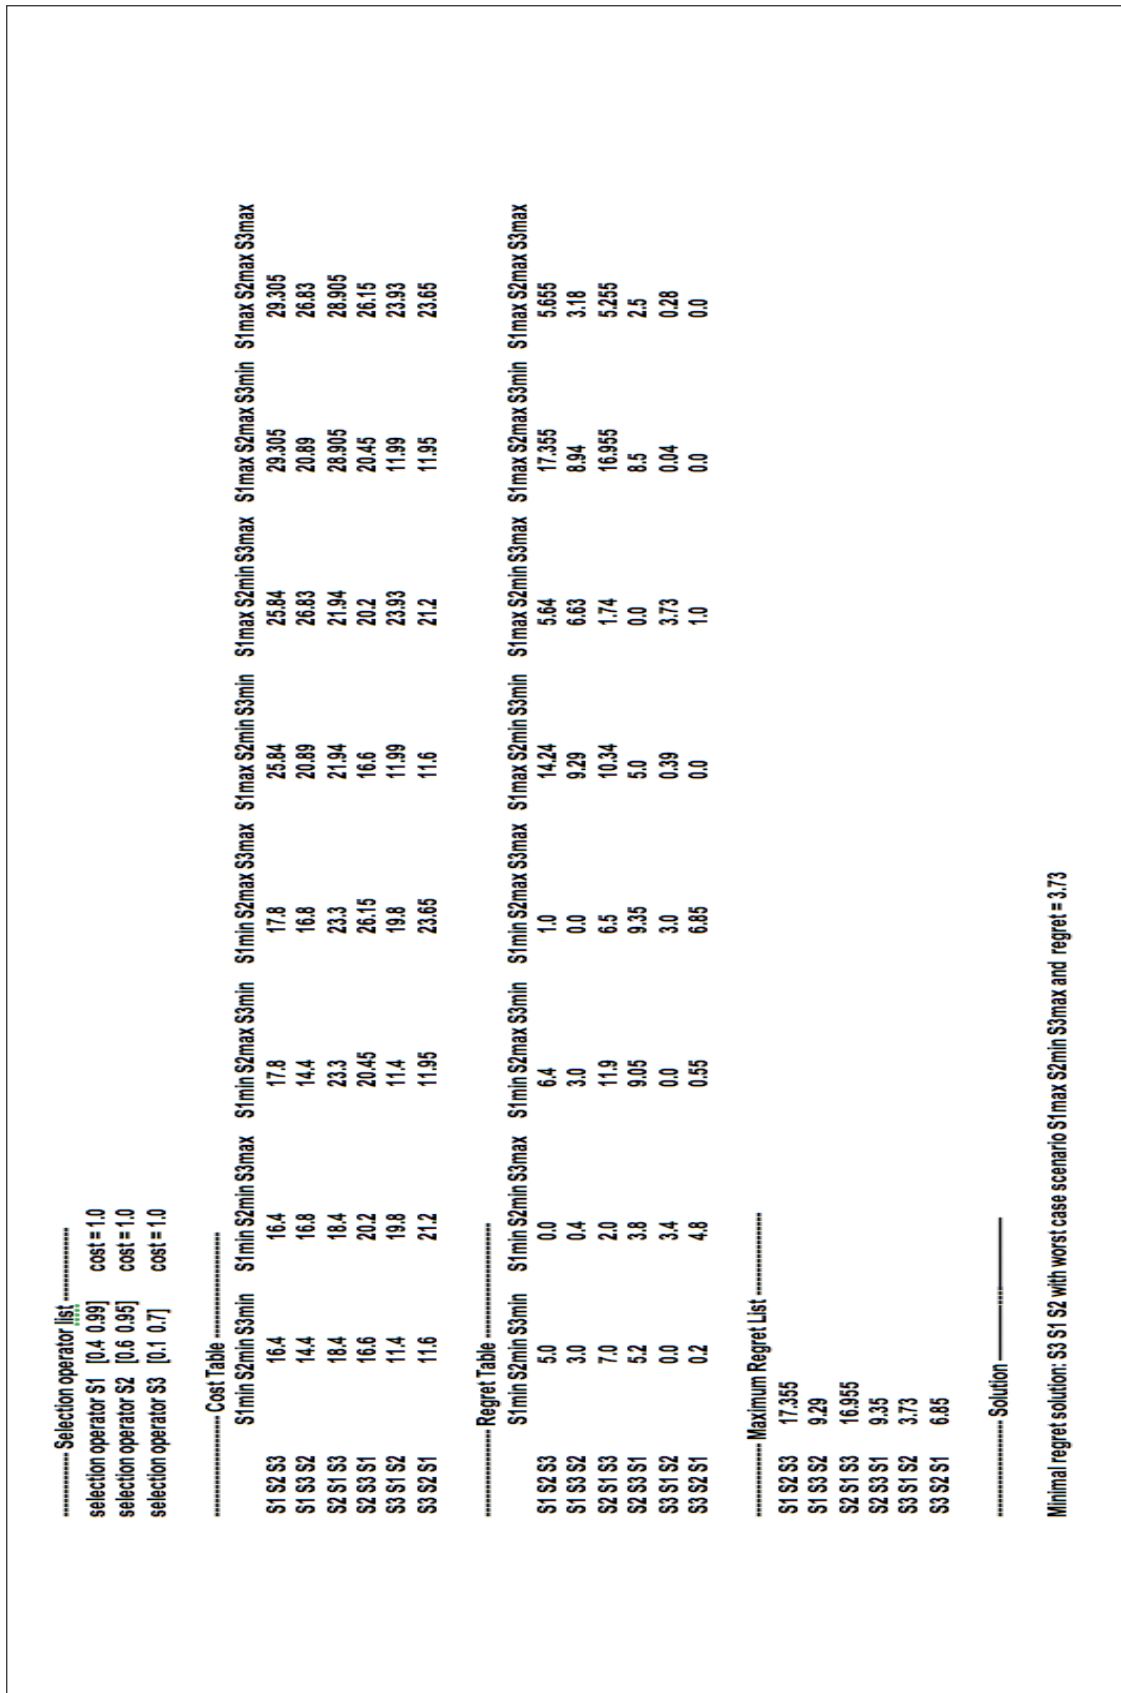 ------------ Selection operator list ------------
selection operator S1 [0.4 0.99] cost = 1.0
selection operator S2 [0.6 0.95] cost = 1.0
selection operator S3 [0.1 0.7] cost = 1.0
------------ Cost Table ------------
S1min S2min S3min S1min S2min S3max S1min S2max S3min S1min S2max S3max S1max S2min S3min S1max S2min S3max S1max S2max S3min S1max S2max S3max
S1 S2 S3 16.4 16.4 17.8 17.8 25.84 25.84 29.305 29.305
S1 S3 S2 14.4 16.8 14.4 16.8 20.89 26.83 20.89 26.83
S2 S1 S3 18.4 18.4 23.3 23.3 21.94 21.94 28.905 28.905
S2 S3 S1 16.6 20.2 20.45 26.15 16.6 20.2 20.45 26.15
S3 S1 S2 11.4 19.8 11.4 19.8 11.99 23.93 11.99 23.93
S3 S2 S1 11.6 21.2 11.95 23.65 11.6 21.2 11.95 23.65
------------ Regret Table ------------
S1min S2min S3min S1min S2min S3max S1min S2max S3min S1min S2max S3max S1max S2min S3min S1max S2min S3max S1max S2max S3min S1max S2max S3max
S1 S2 S3 5.0 0.0 6.4 1.0 14.24 5.64 17.355 5.655
S1 S3 S2 3.0 0.4 3.0 0.0 9.29 6.63 8.94 3.18
S2 S1 S3 7.0 2.0 11.9 6.5 10.34 1.74 16.955 5.255
S2 S3 S1 5.2 3.8 9.05 9.35 5.0 0.0 8.5 2.5
S3 S1 S2 0.0 3.4 0.0 3.0 0.39 3.73 0.04 0.28
S3 S2 S1 0.2 4.8 0.55 6.85 0.0 1.0 0.0 0.0
------------ Maximum Regret List ------------
S1 S2 S3 17.355
S1 S3 S2 9.29
S2 S1 S3 16.955
S2 S3 S1 9.35
S3 S1 S2 3.73
S3 S2 S1 6.85
------------ Solution ------------
Minimal regret solution: S3 S1 S2 with worst case scenario S1max S2min S3max and regret = 3.73